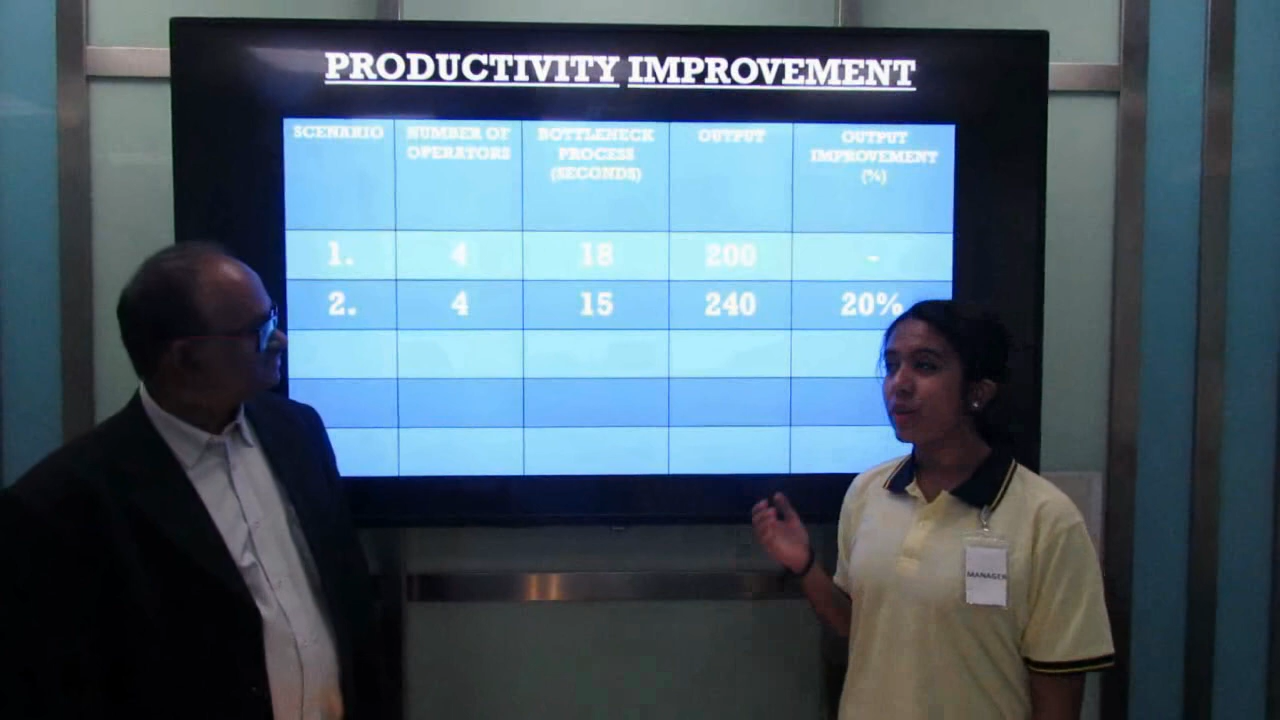 PRODUCTIVITY IMPROVEMENT
SCENARIO NUMBER OF OPERATORS BOTTLENECK PROCESS (SECONDS) OUTPUT OUTPUT IMPROVEMENT (%)
1. 4 18 200 -
2. 4 15 240 20%
MANAGER